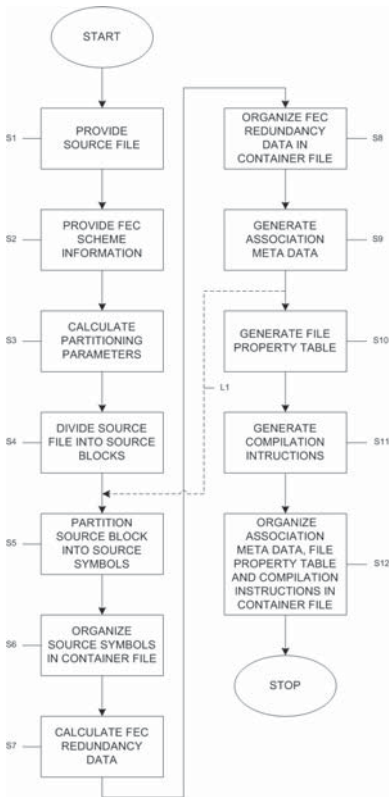 START
S1
PROVIDE
SOURCE FILE
S2
PROVIDE FEC
SCHEME
INFORMATION
S3
CALCULATE
PARTITIONING
PARAMETERS
S4
DIVIDE SOURCE
FILE INTO SOURCE
BLOCKS
S5
PARTITION
SOURCE BLOCK
INTO SOURCE
SYMBOLS
S6
ORGANIZE
SOURCE SYMBOLS
IN CONTAINER FILE
S7
CALCULATE FEC
REDUNDANCY
DATA
ORGANIZE FEC
REDUNDANCY
DATA IN
CONTAINER FILE
S8
GENERATE
ASSOCIATION
META DATA
S9
GENERATE FILE
PROPERTY TABLE
S10
L1
GENERATE
COMPILATION
INTRUCTIONS
S11
ORGANIZE
ASSOCIATION
META DATA, FILE
PROPERTY TABLE
AND COMPILATION
INSTRUCTIONS IN
CONTAINER FILE
S12
STOP